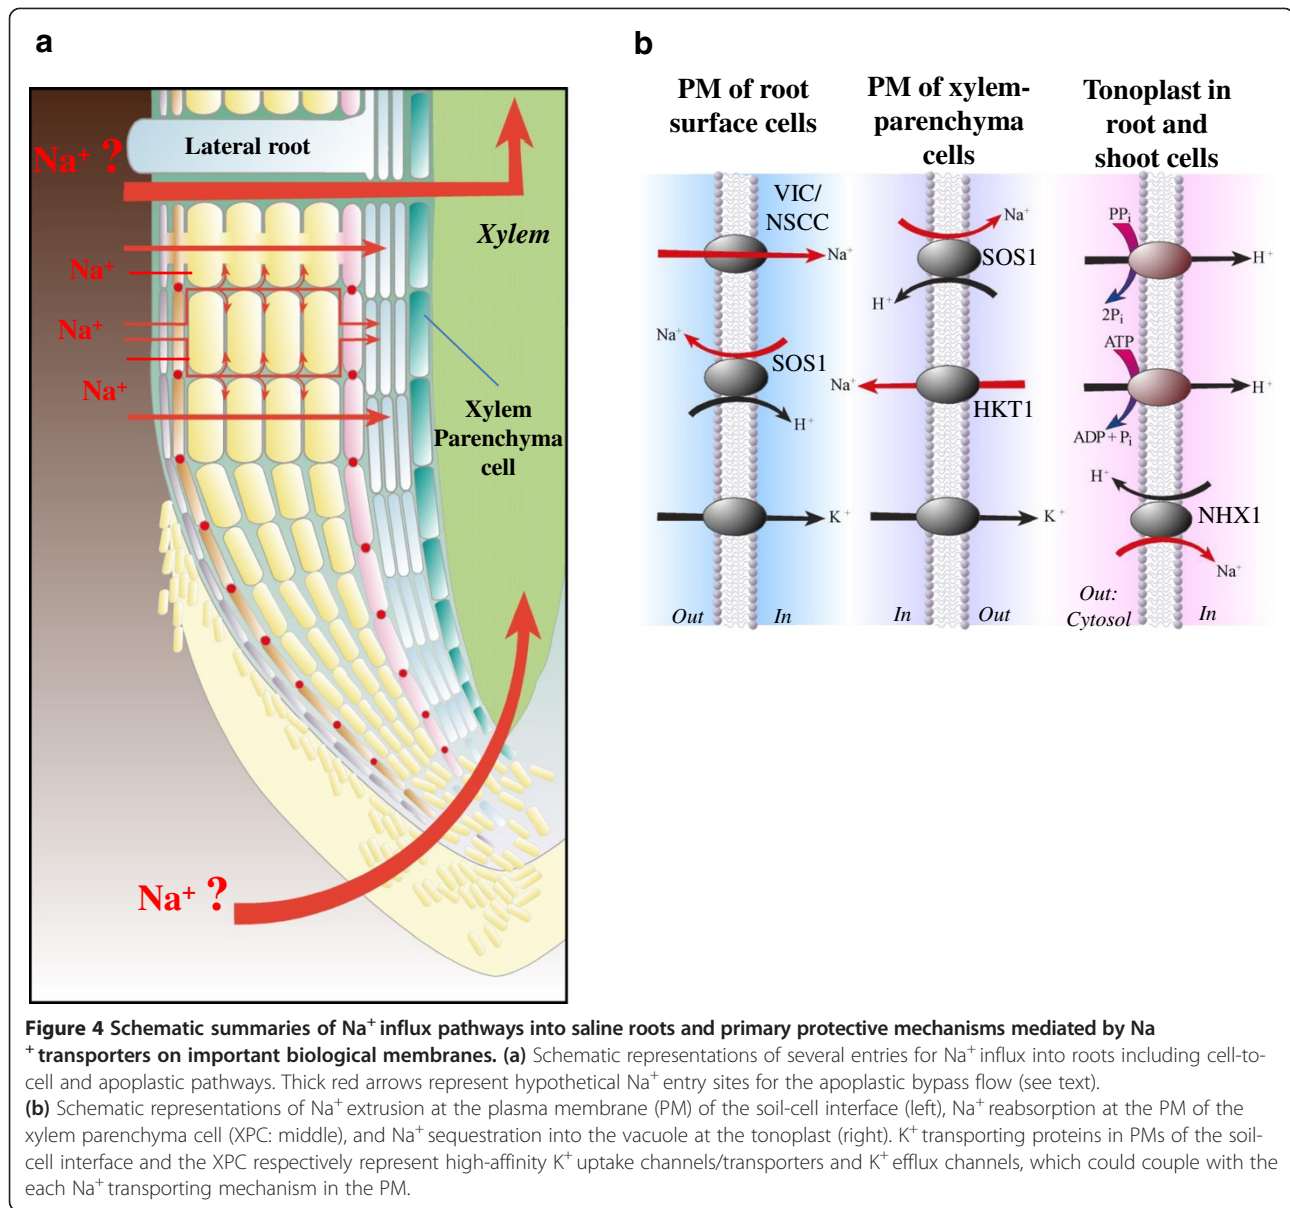 a
Na⁺ ?
Lateral root
Xylem
Na⁺
Na⁺
Na⁺
Xylem
Parenchyma
cell
Na⁺ ?
b
PM of root
surface cells
VIC/
NSCC
Na⁺
Na⁺
SOS1
H⁺
K⁺
Out
In
PM of xylem-
parenchyma
cells
Na⁺
SOS1
H⁺
Na⁺
HKT1
K⁺
In
Out
Tonoplast in
root and
shoot cells
PPi
H⁺
2Pi
ATP
H⁺
ADP + Pi
H⁺
NHX1
Na⁺
Out:
Cytosol
In
Figure 4 Schematic summaries of Na⁺ influx pathways into saline roots and primary protective mechanisms mediated by Na
⁺ transporters on important biological membranes. (a) Schematic representations of several entries for Na⁺ influx into roots including cell-to-
cell and apoplastic pathways. Thick red arrows represent hypothetical Na⁺ entry sites for the apoplastic bypass flow (see text).
(b) Schematic representations of Na⁺ extrusion at the plasma membrane (PM) of the soil-cell interface (left), Na⁺ reabsorption at the PM of the
xylem parenchyma cell (XPC: middle), and Na⁺ sequestration into the vacuole at the tonoplast (right). K⁺ transporting proteins in PMs of the soil-
cell interface and the XPC respectively represent high-affinity K⁺ uptake channels/transporters and K⁺ efflux channels, which could couple with the
each Na⁺ transporting mechanism in the PM.